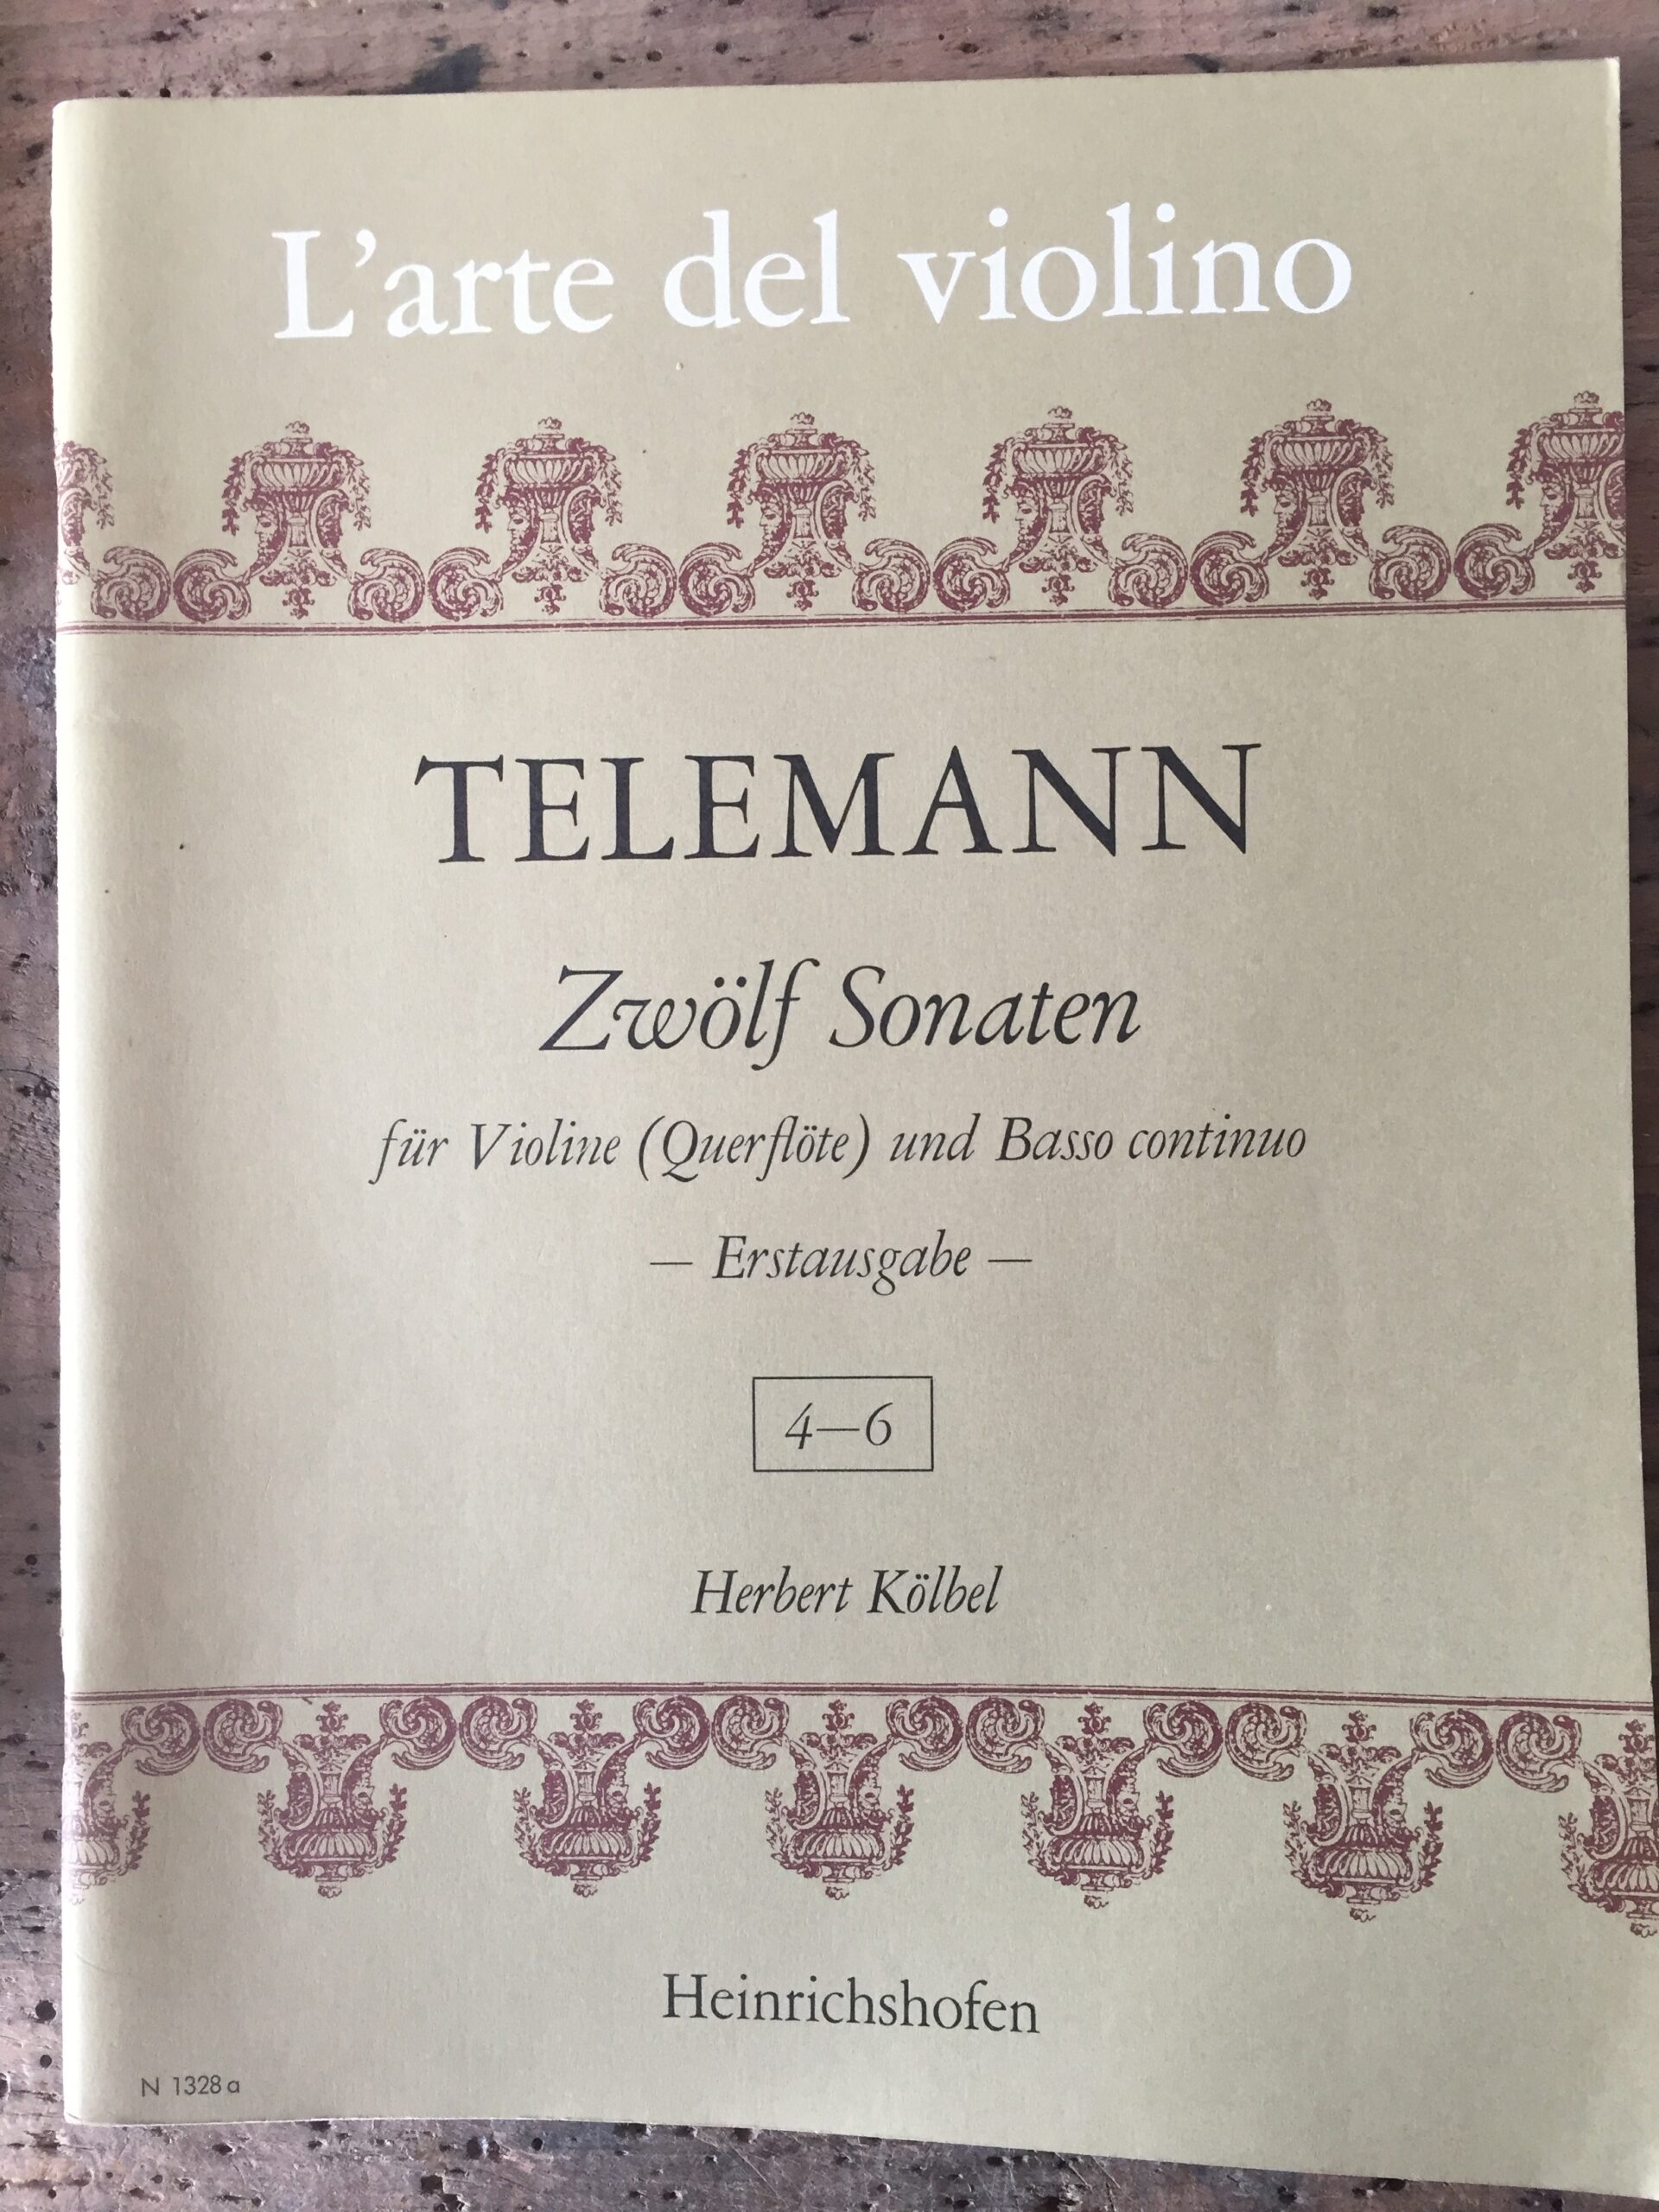 L'arte del violino
TELEMANN
Zwölf Sonaten
für Violine (Querflöte) und Basso continuo
— Erstausgabe —
4—6
Herbert Kölbel
Heinrichshofen
N 1328 a